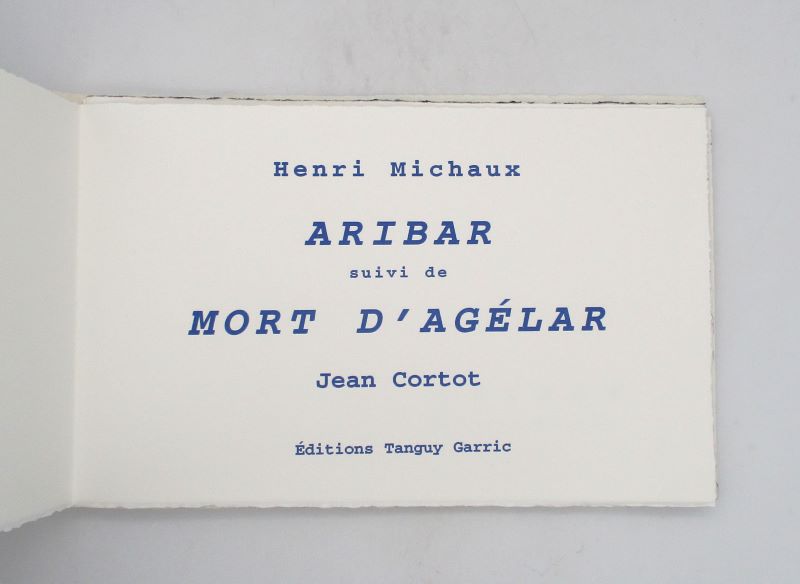 Henri Michaux
ARIBAR
suivi de
MORT D'AGÉLAR
Jean Cortot
Éditions Tanguy Garric